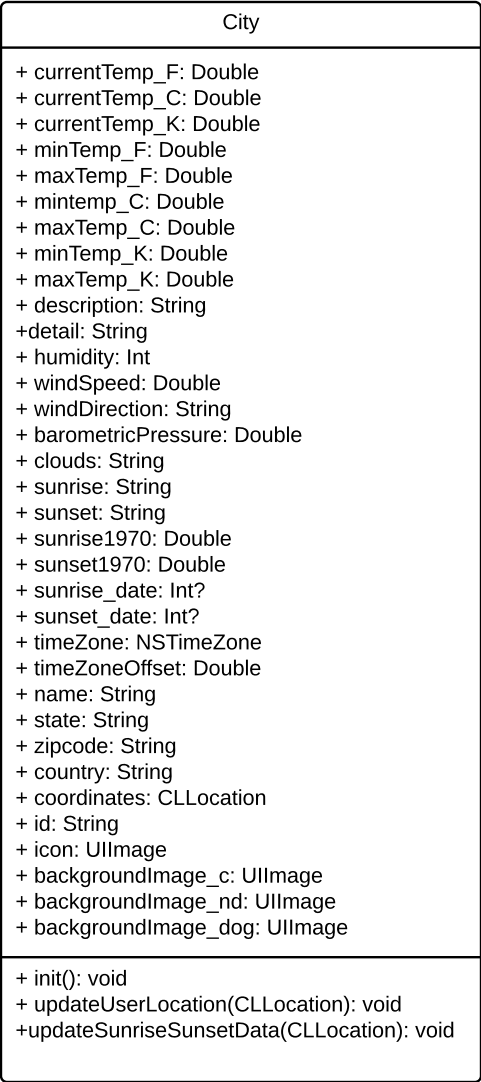 City
+ currentTemp_F: Double
+ currentTemp_C: Double
+ currentTemp_K: Double
+ minTemp_F: Double
+ maxTemp_F: Double
+ mintemp_C: Double
+ maxTemp_C: Double
+ minTemp_K: Double
+ maxTemp_K: Double
+ description: String
+detail: String
+ humidity: Int
+ windSpeed: Double
+ windDirection: String
+ barometricPressure: Double
+ clouds: String
+ sunrise: String
+ sunset: String
+ sunrise1970: Double
+ sunset1970: Double
+ sunrise_date: Int?
+ sunset_date: Int?
+ timeZone: NSTimeZone
+ timeZoneOffset: Double
+ name: String
+ state: String
+ zipcode: String
+ country: String
+ coordinates: CLLocation
+ id: String
+ icon: UIImage
+ backgroundImage_c: UIImage
+ backgroundImage_nd: UIImage
+ backgroundImage_dog: UIImage
+ init(): void
+ updateUserLocation(CLLocation): void
+updateSunriseSunsetData(CLLocation): void